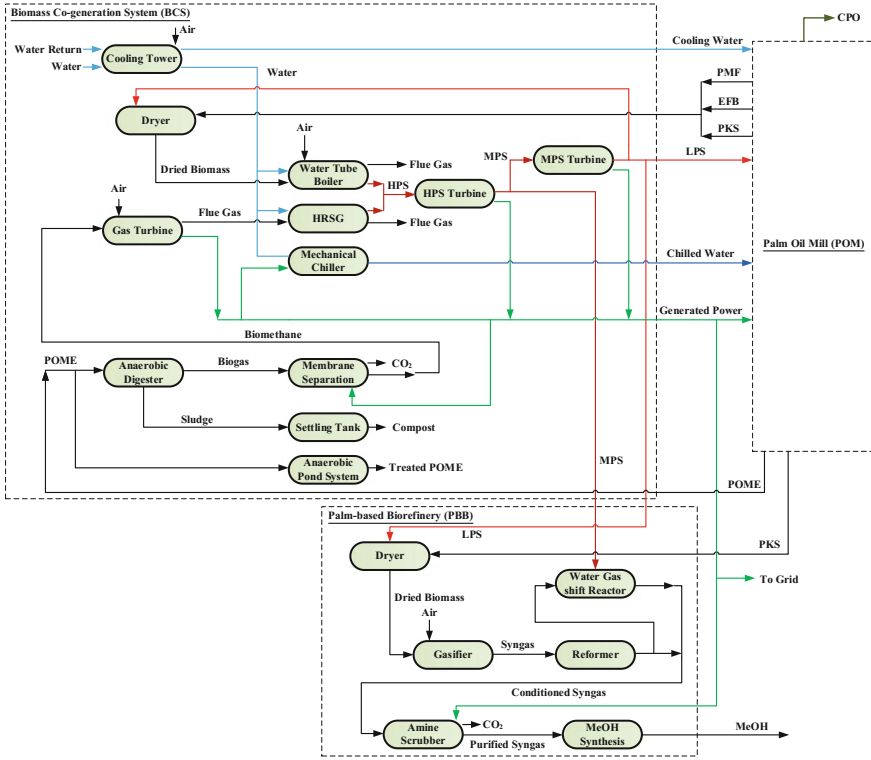 Biomass Co-generation System (BCS)
CPO
Air
Water Return
Cooling Tower
Cooling Water
Water
Water
PMF
EFB
PKS
Dryer
Air
Dried Biomass
Water Tube
Boiler
Flue Gas
HPS
MPS
MPS Turbine
LPS
HPS Turbine
Air
Flue Gas
Gas Turbine
HRSG
Flue Gas
Palm Oil Mill (POM)
Mechanical
Chiller
Chilled Water
Generated Power
Biomethane
POME
Anaerobic
Digester
Biogas
Membrane
Separation
CO2
Sludge
Settling Tank
Compost
Anaerobic
Pond System
Treated POME
MPS
POME
Palm-based Biorefinery (PBB)
LPS
PKS
Dryer
Water Gas
shift Reactor
To Grid
Dried Biomass
Air
Gasifier
Syngas
Reformer
Conditioned Syngas
Amine
Scrubber
CO2
Purified Syngas
MeOH
Synthesis
MeOH